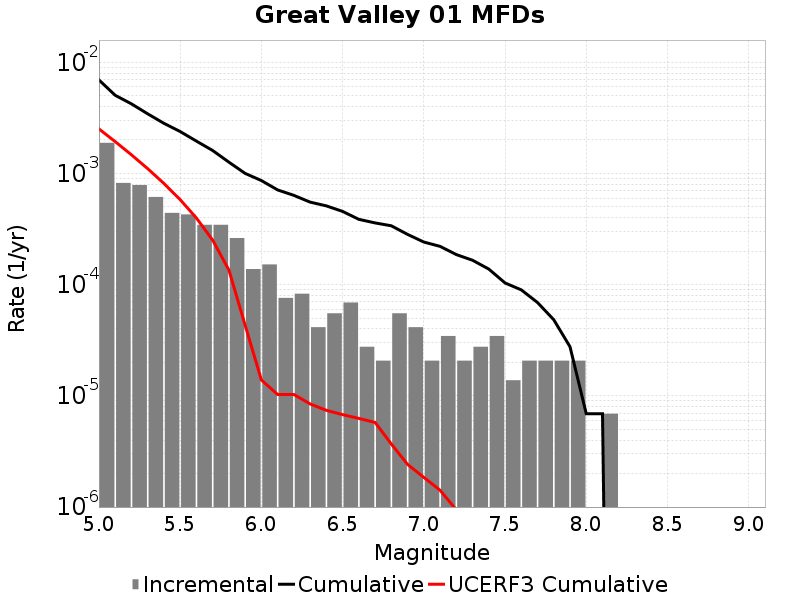 Great Valley 01 MFDs
10^-2
10^-3
10^-4
10^-5
10^-6
Rate (1/yr)
5.0 5.5 6.0 6.5 7.0 7.5 8.0 8.5 9.0
Magnitude
Incremental Cumulative UCERF3 Cumulative